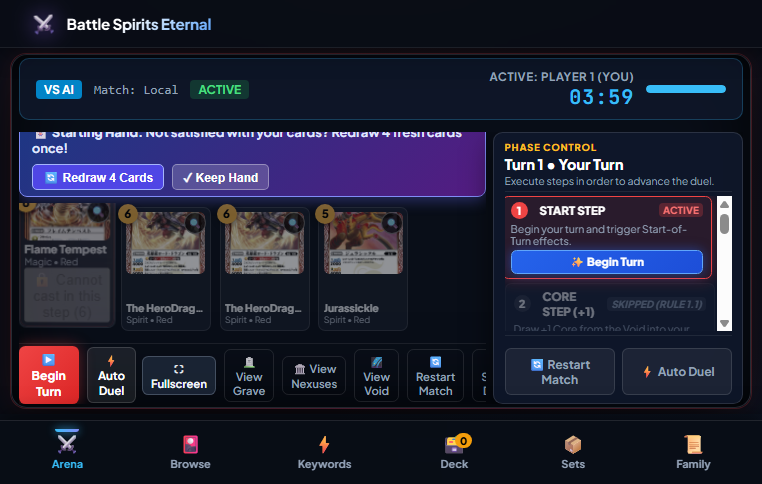 Battle Spirits Eternal
VS AI
Match: Local
ACTIVE
ACTIVE: PLAYER 1 (YOU)
03:59
Starting Hand: Not satisfied with your cards? Redraw 4 fresh cards
once!
Redraw 4 Cards
✓ Keep Hand
Flame Tempest
Magic • Red
Cannot
cast in this
step (6)
6
The HeroDrag...
Spirit • Red
6
The HeroDrag...
Spirit • Red
5
Jurassickle
Spirit • Red
Begin
Turn
Auto
Duel
Fullscreen
View
Grave
View
Nexuses
View
Void
Restart
Match
PHASE CONTROL
Turn 1 • Your Turn
Execute steps in order to advance the duel.
1
START STEP
ACTIVE
Begin your turn and trigger Start-of-
Turn effects.
Begin Turn
2
CORE
STEP (+1)
SKIPPED (RULE 1.1)
Draw +1 Core from the Void into your
Restart
Match
Auto Duel
Arena
Browse
Keywords
0
Deck
Sets
Family